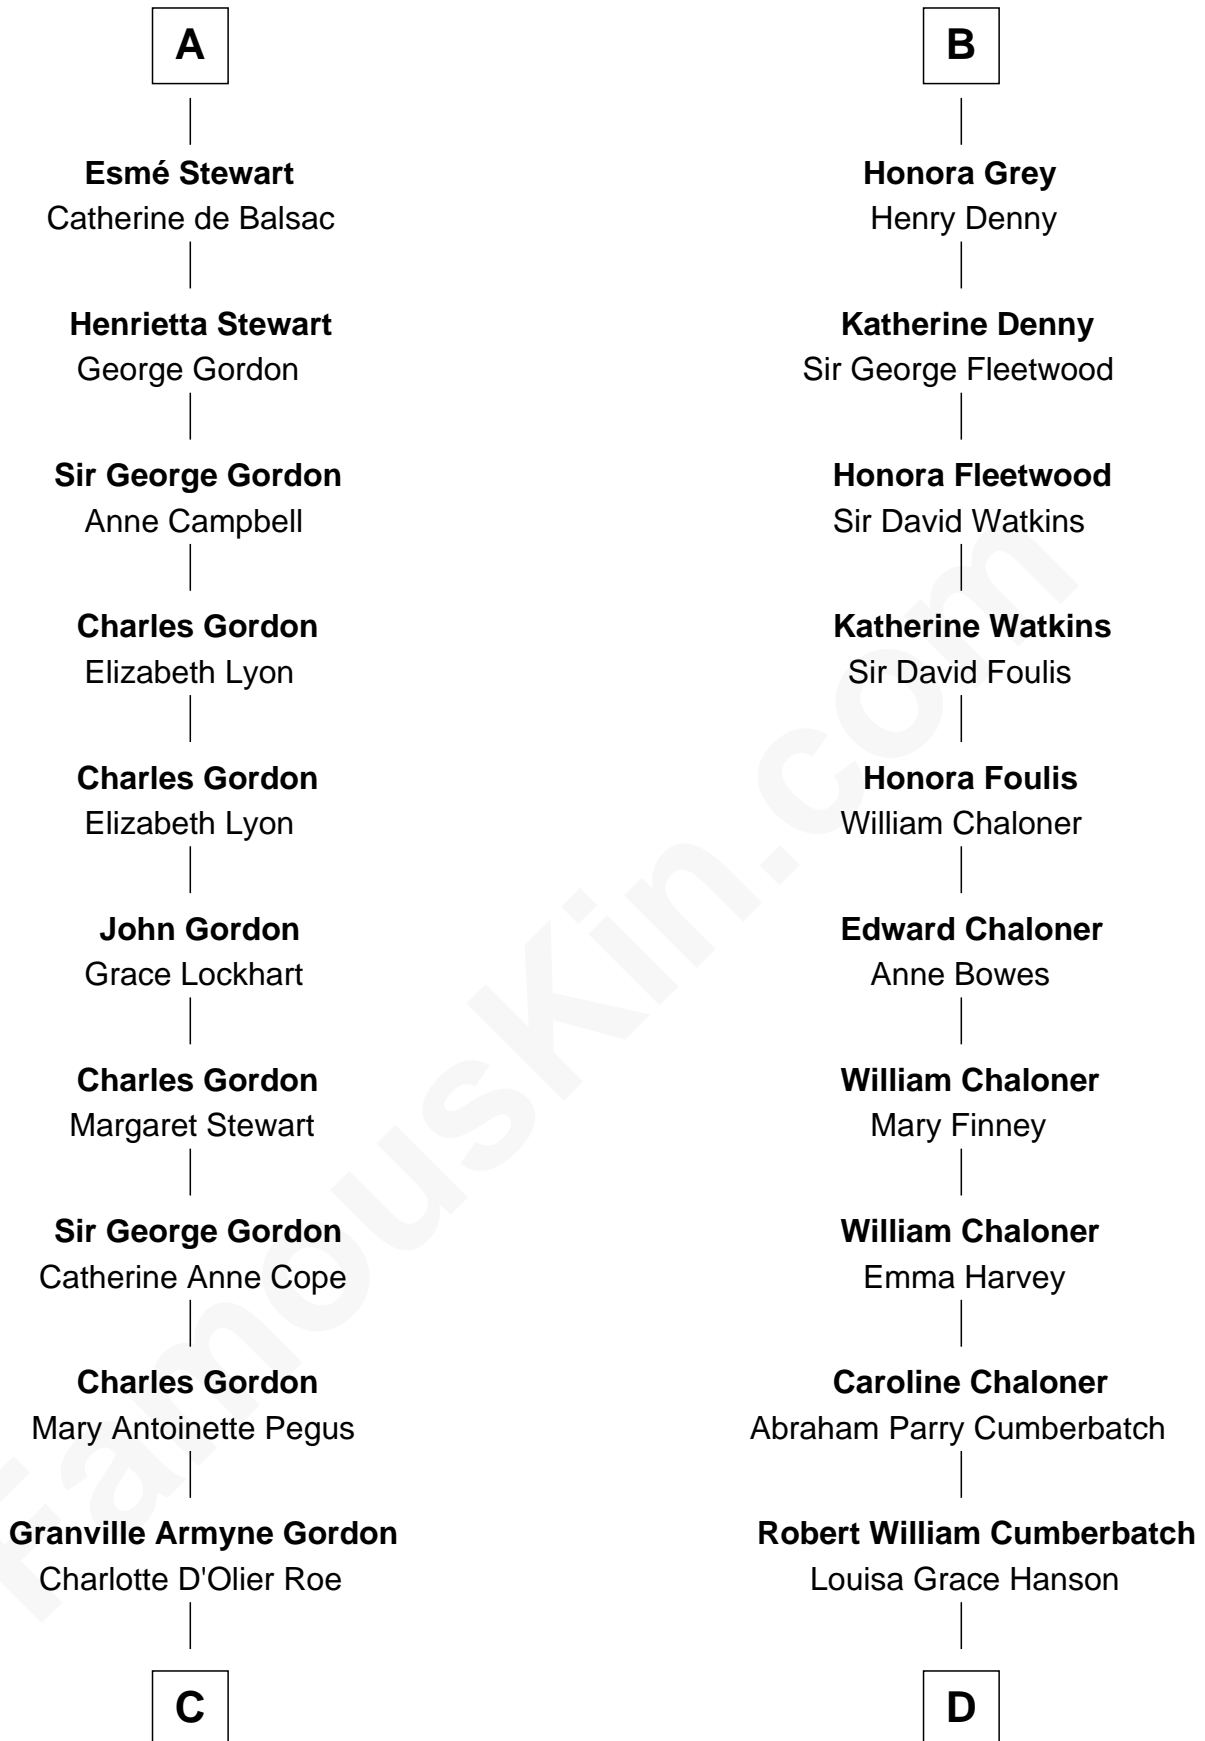 A
Esmé Stewart
Catherine de Balsac
Henrietta Stewart
George Gordon
Sir George Gordon
Anne Campbell
Charles Gordon
Elizabeth Lyon
Charles Gordon
Elizabeth Lyon
John Gordon
Grace Lockhart
Charles Gordon
Margaret Stewart
Sir George Gordon
Catherine Anne Cope
Charles Gordon
Mary Antoinette Pegus
Granville Armyne Gordon
Charlotte D'Olier Roe
C
B
Honora Grey
Henry Denny
Katherine Denny
Sir George Fleetwood
Honora Fleetwood
Sir David Watkins
Katherine Watkins
Sir David Foulis
Honora Foulis
William Chaloner
Edward Chaloner
Anne Bowes
William Chaloner
Mary Finney
William Chaloner
Emma Harvey
Caroline Chaloner
Abraham Parry Cumberbatch
Robert William Cumberbatch
Louisa Grace Hanson
D
FamousKin.com